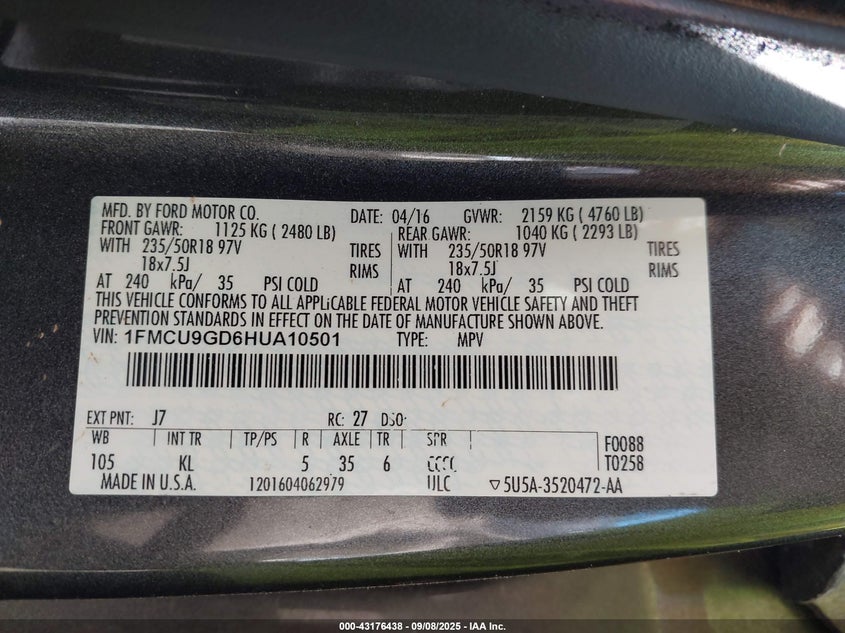 MFD. BY FORD MOTOR CO. DATE: 04/16 GVWR: 2159 KG ( 4760 LB)
FRONT GAWR: 1125 KG ( 2480 LB) REAR GAWR: 1040 KG ( 2293 LB)
WITH 235/50R18 97V TIRES WITH 235/50R18 97V TIRES
18x7.5J RIMS 18x7.5J RIMS
AT 240 kPa/ 35 PSI COLD AT 240 kPa/ 35 PSI COLD
THIS VEHICLE CONFORMS TO ALL APPLiCABLE FEDERAL MOTOR VEHICLE SAFETY AND THEFT
PREVENTION STANDARDS IN EFFECT ON THE DATE OF MANUFACTURE SHOWN ABOVE.
VIN: 1FMCU9GD6HUA10501 TYPE: MPV
EXT PNT: J7 RC: 27 DSO:
WB INT TR TP/PS R AXLE TR SPR F0088
105 KL 5 35 6 T0258
MADE IN U.S.A. 1201604062979 ULC ▽5U5A-3520472-AA
000-43176438 - 09/08/2025 - IAA Inc.